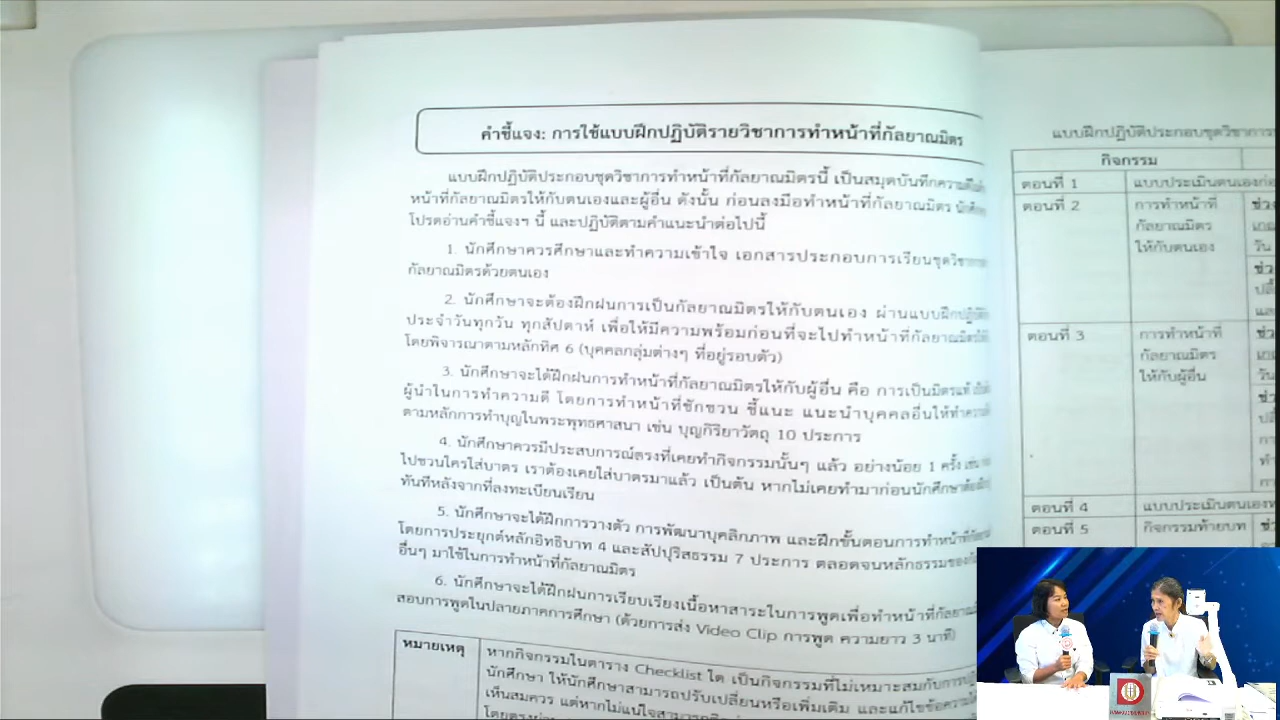 คำชี้แจง: การใช้แบบฝึกปฏิบัติรายวิชาการทำหน้าที่กัลยาณมิตร
แบบฝึกปฏิบัติประกอบชุดวิชาการทำหน้าที่กัลยาณมิตรนี้ เป็นสมุดบันทึก
หน้าที่กัลยาณมิตรให้กับตนเองและผู้อื่น ดังนั้น ก่อนลงมือทำหน้าที่กัลยาณมิตร
โปรดอ่านคำชี้แจงฯ นี้ และปฏิบัติตามคำแนะนำต่อไปนี้
1. นักศึกษาควรศึกษาและทำความเข้าใจ เอกสารประกอบการเรียน
กัลยาณมิตรด้วยตนเอง
2. นักศึกษาจะต้องฝึกฝนการเป็นกัลยาณมิตรให้กับตนเอง ผ่านแบบฝึกปฏิบัติ
ประจำวันทุกวัน ทุกสัปดาห์ เพื่อให้มีความพร้อมก่อนที่จะไปทำหน้าที่กัลยาณมิตร
โดยพิจารณาตามหลักทิศ 6 (บุคคลกลุ่มต่างๆ ที่อยู่รอบตัว)
3. นักศึกษาจะได้ฝึกฝนการทำหน้าที่กัลยาณมิตรให้กับผู้อื่น คือ การเป็นมิตรแท้
ผู้นำในการทำความดี โดยการทำหน้าที่ชักชวน ชี้แนะ แนะนำบุคคลอื่นให้ทำ
ตามหลักการทำบุญในพระพุทธศาสนา เช่น บุญกิริยาวัตถุ 10 ประการ
4. นักศึกษาควรมีประสบการณ์ตรงที่เคยทำกิจกรรมนั้นๆ แล้ว อย่างน้อย 1 ครั้ง
ไปชวนใครใส่บาตร เราต้องเคยใส่บาตรมาแล้ว เป็นต้น หากไม่เคยทำมาก่อนนักศึกษา
ทันทีหลังจากที่ลงทะเบียนเรียน
5. นักศึกษาจะได้ฝึกการวางตัว การพัฒนาบุคลิกภาพ และฝึกขั้นตอนการทำหน้าที่
โดยการประยุกต์หลักอิทธิบาท 4 และสัปปุริสธรรม 7 ประการ ตลอดจนหลักธรรม
อื่นๆ มาใช้ในการทำหน้าที่กัลยาณมิตร
6. นักศึกษาจะได้ฝึกฝนการเรียบเรียงเนื้อหาสาระในการพูดเพื่อทำหน้าที่
สอบการพูดในปลายภาคการศึกษา (ด้วยการส่ง Video Clip การพูด ความยาว 3 นาที)
หมายเหตุ
หากกิจกรรมในตาราง Checklist ใด เป็นกิจกรรมที่ไม่เหมาะสมกับ
นักศึกษา ให้นักศึกษาสามารถปรับเปลี่ยนหรือเพิ่มเติม และแก้ไข
เห็นสมควร แต่หากไม่แน่ใจ
แบบฝึกปฏิบัติประกอบชุดวิชา
กิจกรรม
ตอนที่ 1 แบบประเมินตนเอง
ตอนที่ 2 การทำหน้าที่
กัลยาณมิตร
ให้กับตนเอง
ตอนที่ 3 การทำหน้าที่
กัลยาณมิตร
ให้กับผู้อื่น
ตอนที่ 4 แบบประเมินตนเอง
ตอนที่ 5 กิจกรรมท้ายบท